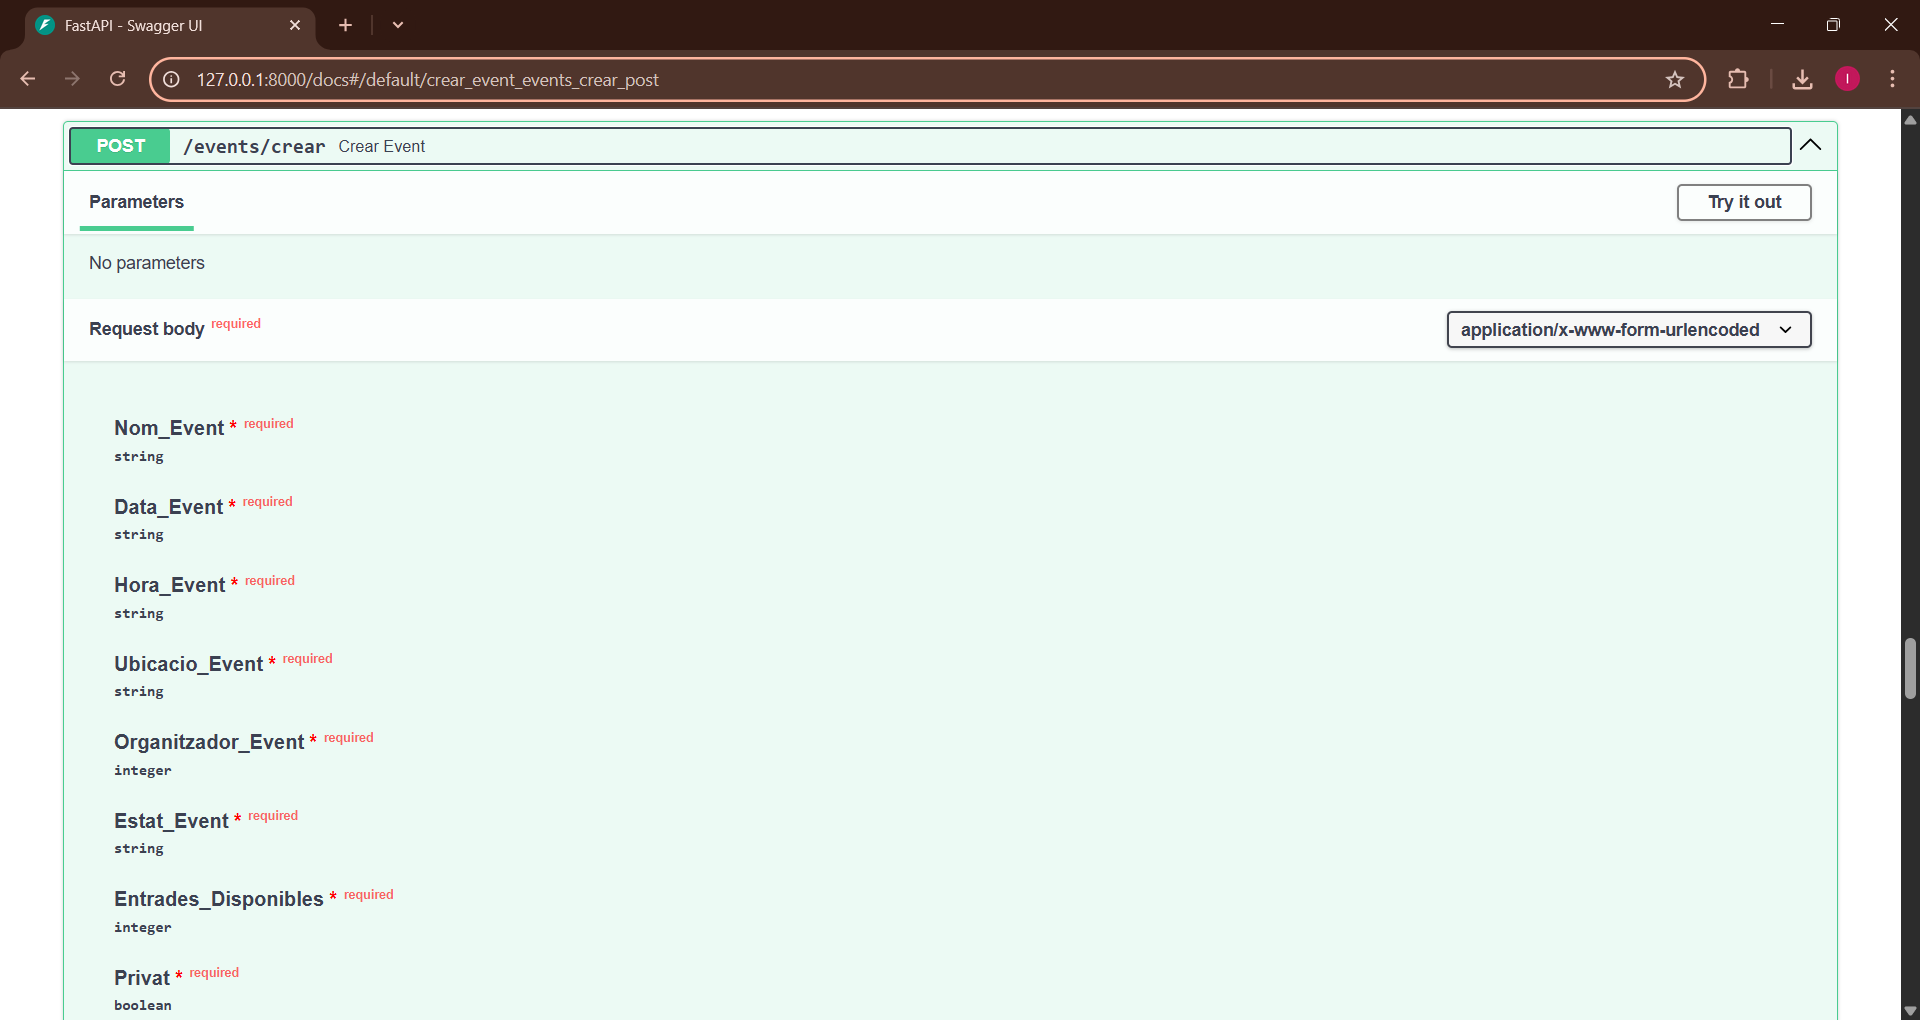 FastAPI - Swagger UI
127.0.0.1:8000/docs#/default/crear_event_events_crear_post
I
POST /events/crear Crear Event
Parameters
Try it out
No parameters
Request body required
application/x-www-form-urlencoded
Nom_Event * required
string
Data_Event * required
string
Hora_Event * required
string
Ubicacio_Event * required
string
Organitzador_Event * required
integer
Estat_Event * required
string
Entrades_Disponibles * required
integer
Privat * required
boolean